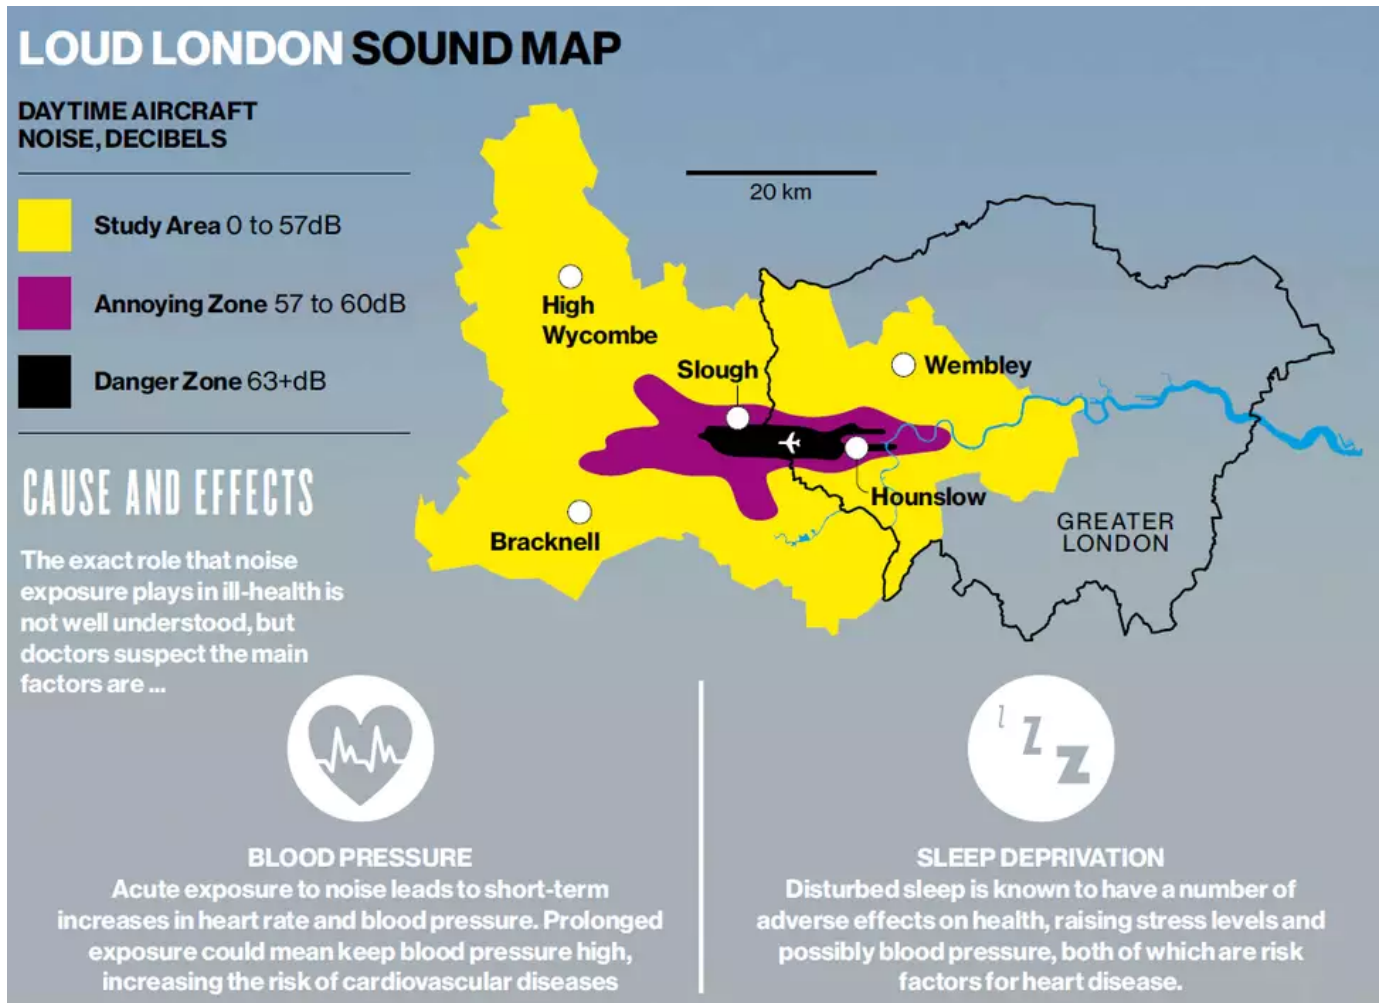 LOUD LONDON SOUND MAP
DAYTIME AIRCRAFT
NOISE, DECIBELS
Study Area 0 to 57dB
Annoying Zone 57 to 60dB
Danger Zone 63+dB
20 km
High
Wycombe
Slough
Wembley
Hounslow
Bracknell
GREATER
LONDON
CAUSE AND EFFECTS
The exact role that noise
exposure plays in ill-health is
not well understood, but
doctors suspect the main
factors are ...
BLOOD PRESSURE
Acute exposure to noise leads to short-term
increases in heart rate and blood pressure. Prolonged
exposure could mean keep blood pressure high,
increasing the risk of cardiovascular diseases
z z z
SLEEP DEPRIVATION
Disturbed sleep is known to have a number of
adverse effects on health, raising stress levels and
possibly blood pressure, both of which are risk
factors for heart disease.